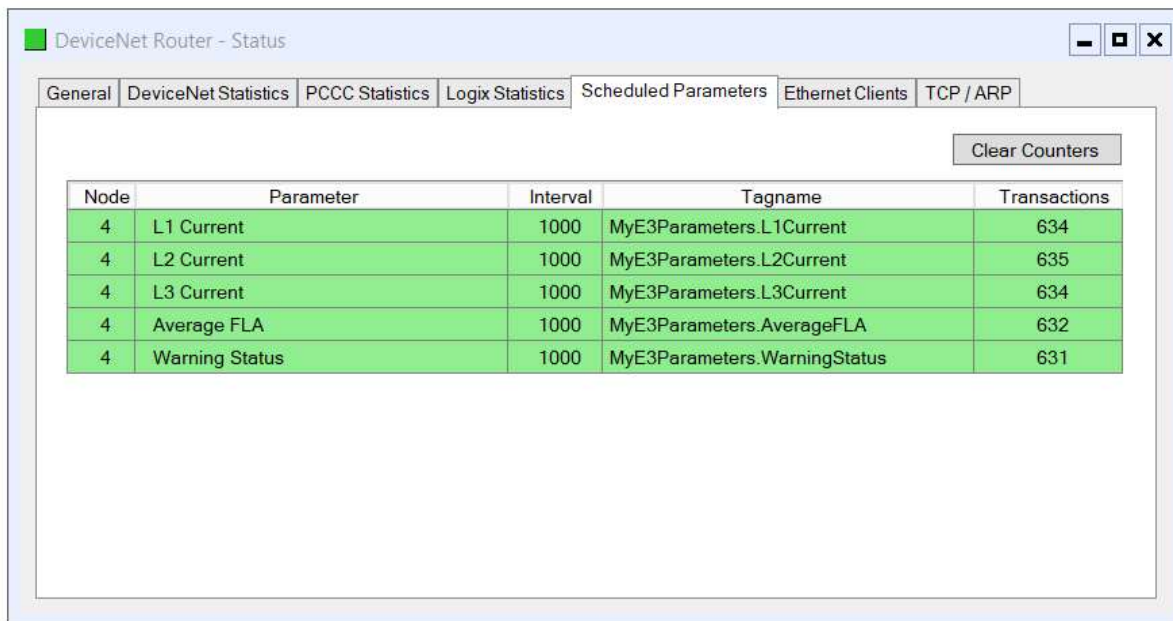 DeviceNet Router - Status
General DeviceNet Statistics PCCC Statistics Logix Statistics Scheduled Parameters Ethernet Clients TCP / ARP
Clear Counters
Node Parameter Interval Tagname Transactions
4 L1 Current 1000 MyE3Parameters.L1Current 634
4 L2 Current 1000 MyE3Parameters.L2Current 635
4 L3 Current 1000 MyE3Parameters.L3Current 634
4 Average FLA 1000 MyE3Parameters.AverageFLA 632
4 Warning Status 1000 MyE3Parameters.WarningStatus 631